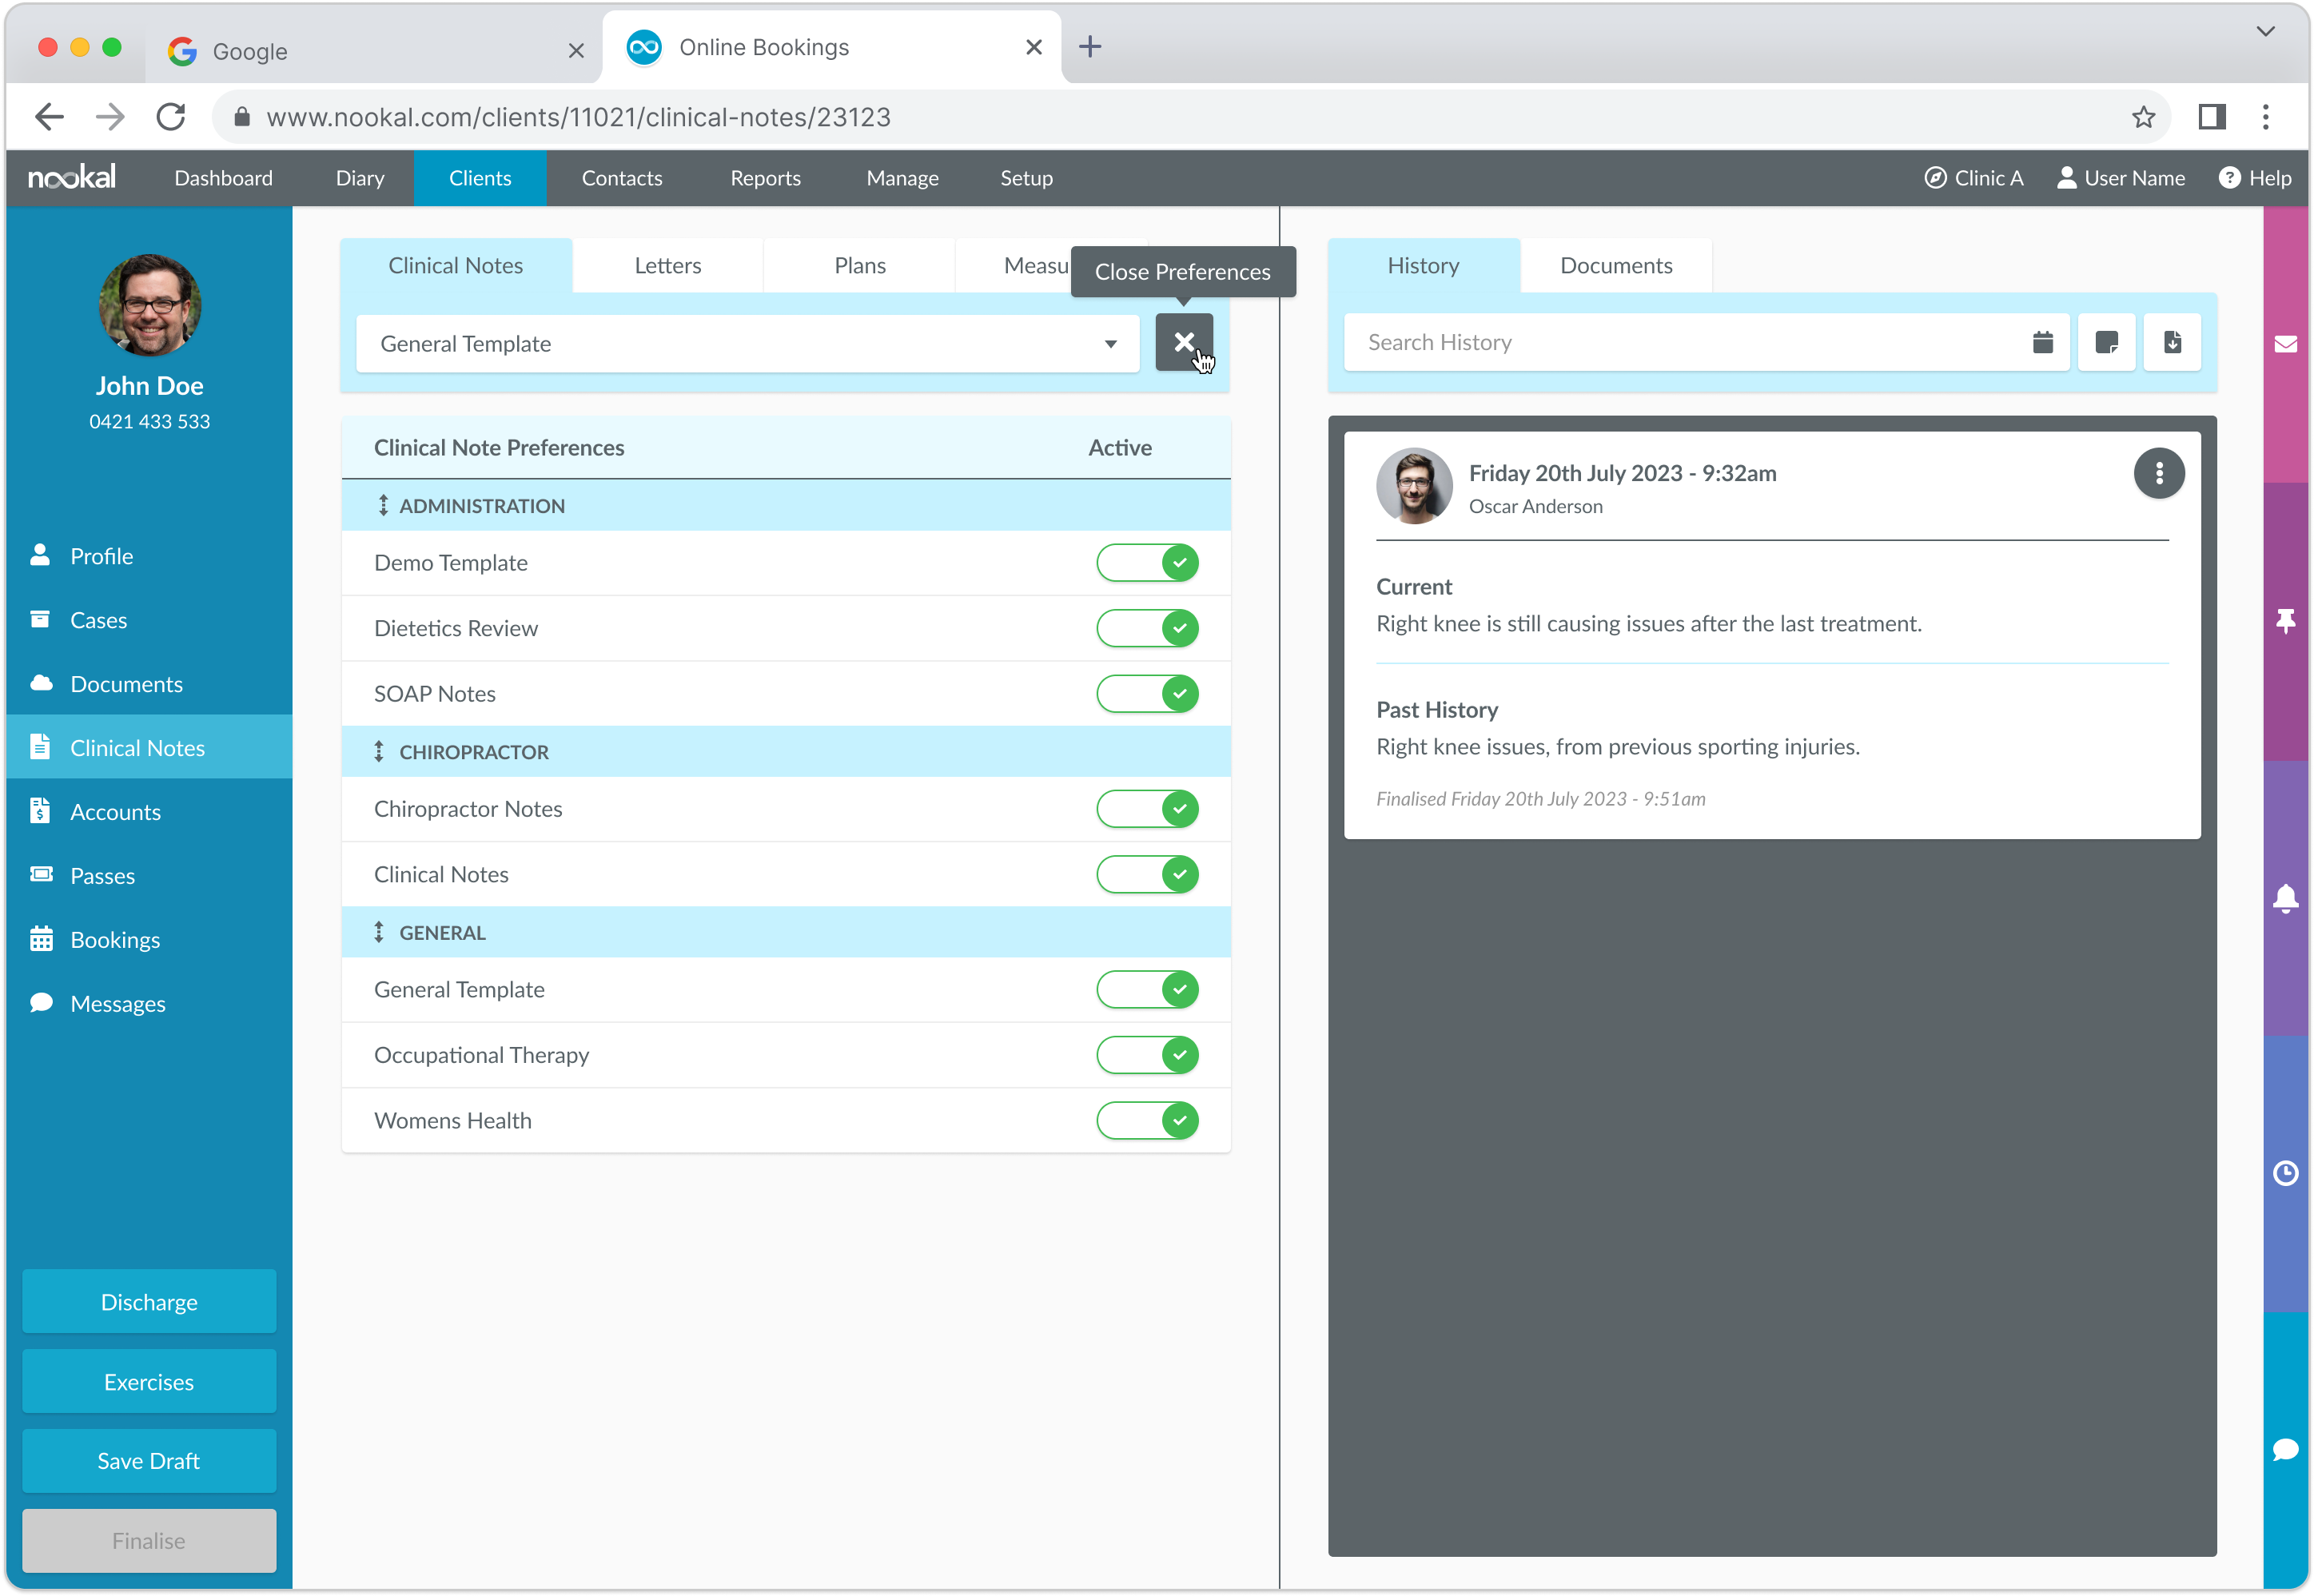 Google
Online Bookings
www.nookal.com/clients/11021/clinical-notes/23123
nookal
Dashboard
Diary
Clients
Contacts
Reports
Manage
Setup
Clinic A
User Name
Help
John Doe
0421 433 533
Profile
Cases
Documents
Clinical Notes
Accounts
Passes
Bookings
Messages
Discharge
Exercises
Save Draft
Finalise
Clinical Notes
Letters
Plans
Measu
Close Preferences
General Template
Clinical Note Preferences
Active
ADMINISTRATION
Demo Template
Dietetics Review
SOAP Notes
CHIROPRACTOR
Chiropractor Notes
Clinical Notes
GENERAL
General Template
Occupational Therapy
Womens Health
History
Documents
Search History
Friday 20th July 2023 - 9:32am
Oscar Anderson
Current
Right knee is still causing issues after the last treatment.
Past History
Right knee issues, from previous sporting injuries.
Finalised Friday 20th July 2023 - 9:51am